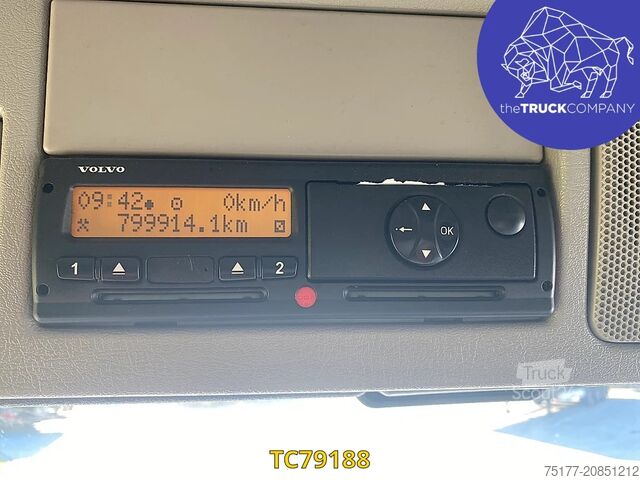 theTRUCKCOMPANY
VOLVO
09:42 0km/h
799914.1km
1 2
OK
Truck
Scout
TC79188
75177-20851212